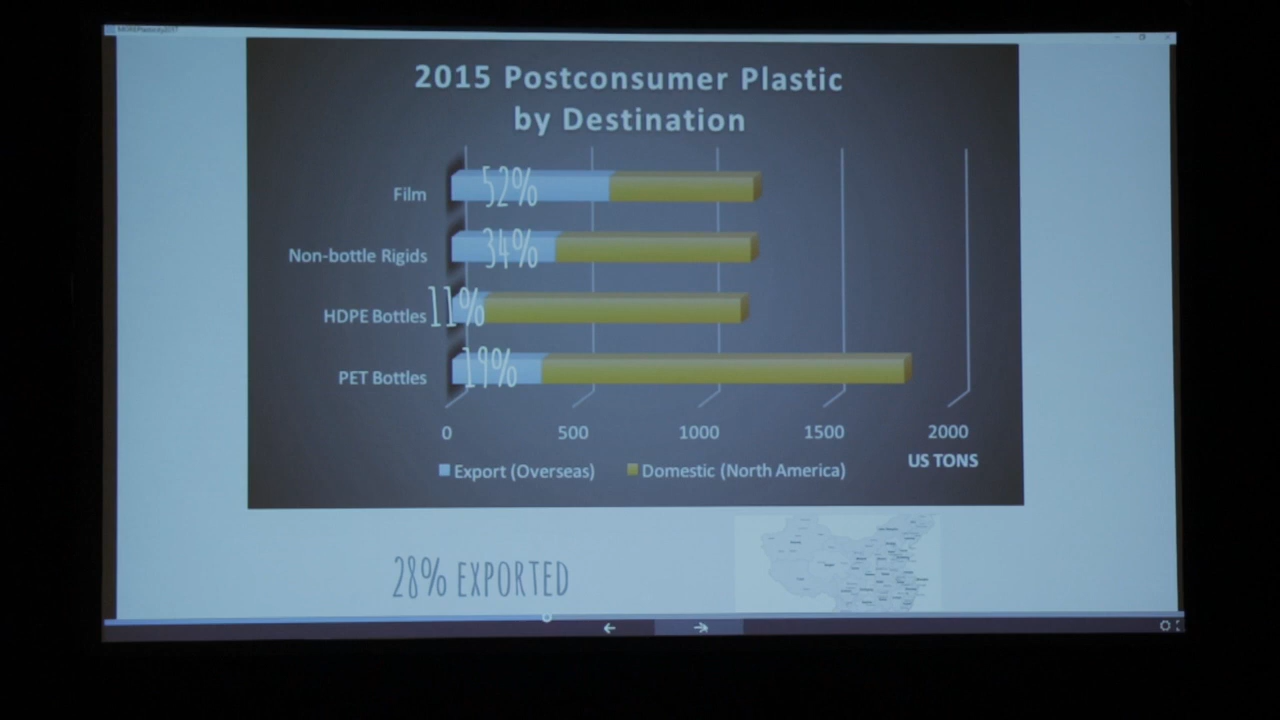 MOREPlasticity2017
2015 Postconsumer Plastic
by Destination
Film
52%
Non-bottle Rigids
34%
HDPE Bottles
11%
PET Bottles
19%
0 500 1000 1500 2000
US TONS
Export (Overseas) Domestic (North America)
28% EXPORTED